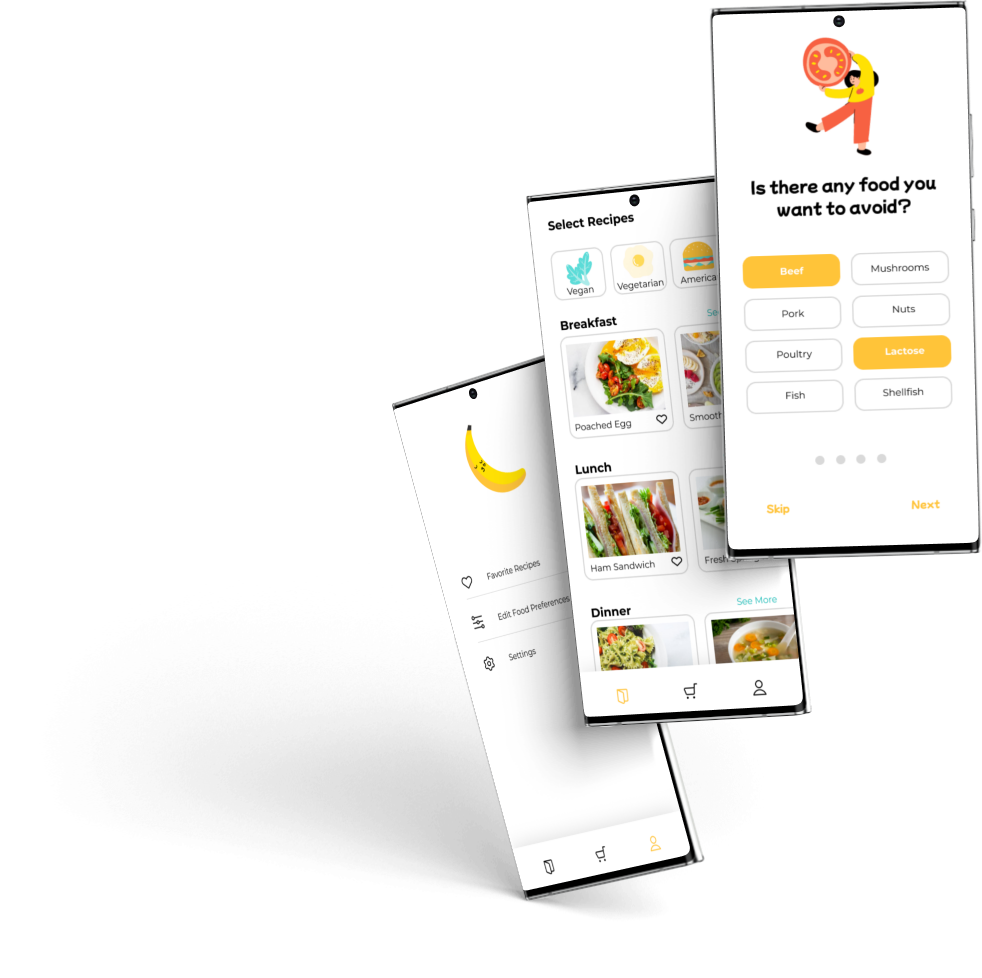 Is there any food you
want to avoid?
Beef
Mushrooms
Pork
Nuts
Poultry
Lactose
Fish
Shellfish
Skip
Next
Select Recipes
Vegan
Vegetarian
America
Breakfast
See
Poached Egg
Smooth
Lunch
Ham Sandwich
Fresh
Dinner
See More
Favorite Recipes
Edit Food Preferences
Settings